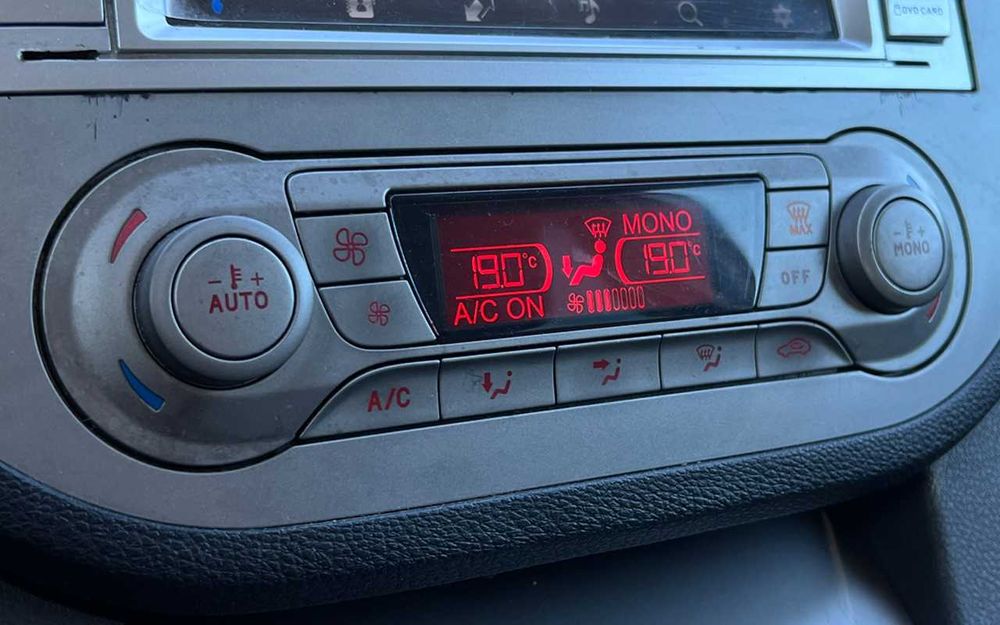 DVD CARD
MAX
MONO
19.0°C
19.0°C
A/C ON
OFF
- +
AUTO
- +
MONO
A/C